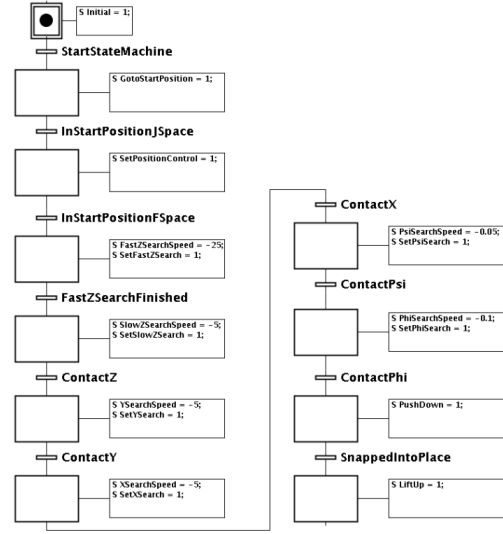 S Initial = 1;
StartStateMachine
S GotoStartPosition = 1;
InStartPositionJSpace
S SetPositionControl = 1;
InStartPositionFSpace
S FastZSearchSpeed = -25;
S SetFastZSearch = 1;
FastZSearchFinished
S SlowZSearchSpeed = -5;
S SetSlowZSearch = 1;
ContactZ
S YSearchSpeed = -5;
S SetYSearch = 1;
ContactY
S XSearchSpeed = -5;
S SetXSearch = 1;
ContactX
S PsiSearchSpeed = -0.05;
S SetPsiSearch = 1;
ContactPsi
S PhiSearchSpeed = -0.1;
S SetPhiSearch = 1;
ContactPhi
S PushDown = 1;
SnappedIntoPlace
S LiftUp = 1;